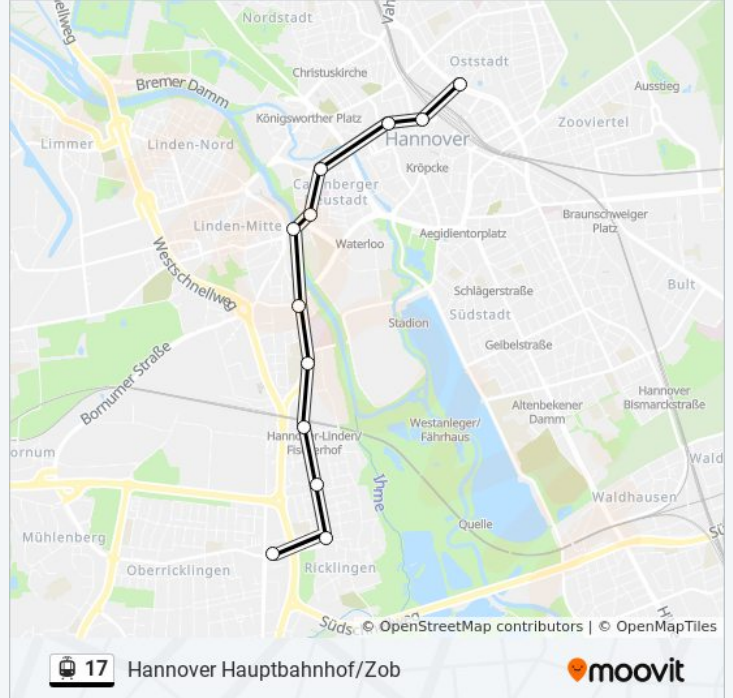 Nordstadt
Oststadt
Christuskirche
Bremer Damm
Ausstieg
Königsworther Platz
Zooviertel
Limmer
Linden-Nord
Hannover
Kröpcke
Braunschweiger
Platz
Linden-Mitte
Waterloo
Aegidientorplatz
Westschnellweg
Schlägerstraße
Bult
Südstadt
Stadion
Geibelstraße
Bornumer Straße
Hannover
Bismarckstraße
Altenbekener
Damm
Westanleger/
Fährhaus
Ihme
Waldhausen
Quelle
Mühlenberg
Oberricklingen
Ricklingen
© OpenStreetMap contributors | © OpenMapTiles
17 Hannover Hauptbahnhof/Zob
moovit